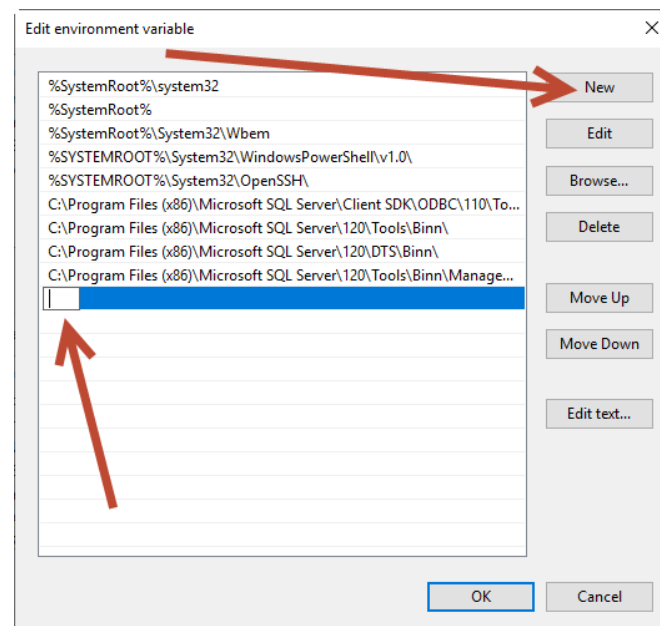 Edit environment variable
%SystemRoot%\system32
%SystemRoot%
%SystemRoot%\System32\Wbem
%SYSTEMROOT%\System32\WindowsPowerShell\v1.0\
%SYSTEMROOT%\System32\OpenSSH\
C:\Program Files (x86)\Microsoft SQL Server\Client SDK\ODBC\110\To...
C:\Program Files (x86)\Microsoft SQL Server\120\Tools\Binn\
C:\Program Files (x86)\Microsoft SQL Server\120\DTS\Binn\
C:\Program Files (x86)\Microsoft SQL Server\120\Tools\Binn\Manage...
New
Edit
Browse...
Delete
Move Up
Move Down
Edit text...
OK
Cancel